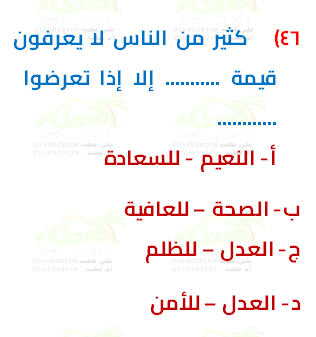 ٤٦) كثير من الناس لا يعرفون
قيمة ........... إلا إذا تعرضوا
............
أ- النعيم - للسعادة
ب- الصحة – للعافية
ج- العدل – للظلم
د- العدل – للأمن